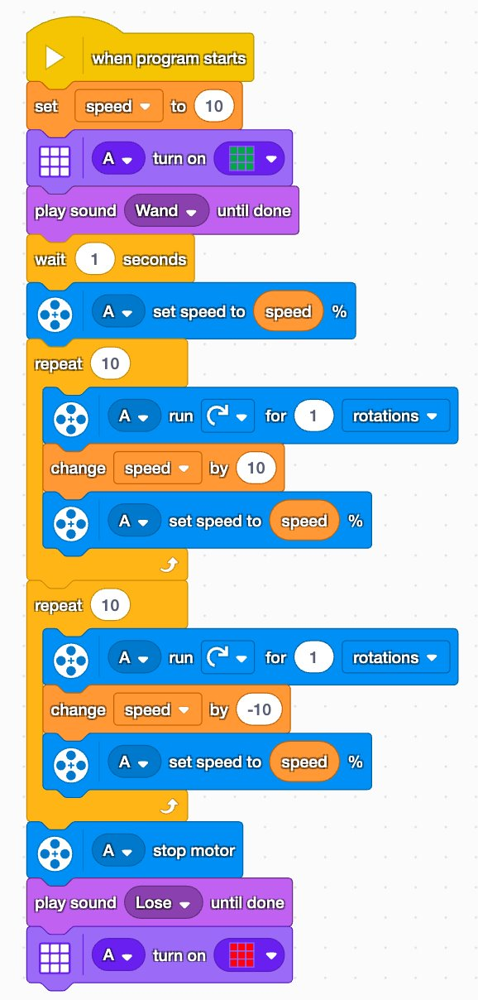 when program starts
set speed to 10
A turn on
play sound Wand until done
wait 1 seconds
A set speed to speed %
repeat 10
A run for 1 rotations
change speed by 10
A set speed to speed %
repeat 10
A run for 1 rotations
change speed by -10
A set speed to speed %
A stop motor
play sound Lose until done
A turn on